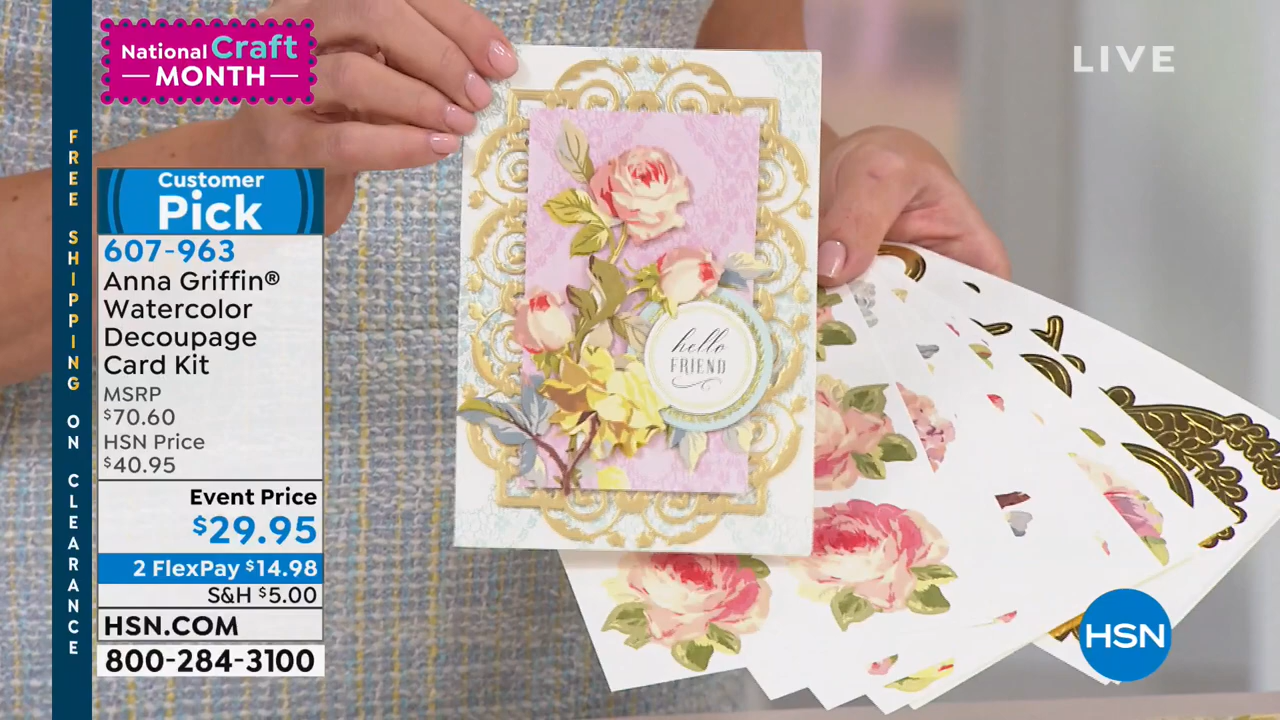 National Craft
MONTH
LIVE
FREE SHIPPING ON CLEARANCE
Customer
Pick
607-963
Anna Griffin®
Watercolor
Decoupage
Card Kit
MSRP
$70.60
HSN Price
$40.95
Event Price
$29.95
2 FlexPay $14.98
S&H $5.00
HSN.COM
800-284-3100
hello
FRIEND
HSN